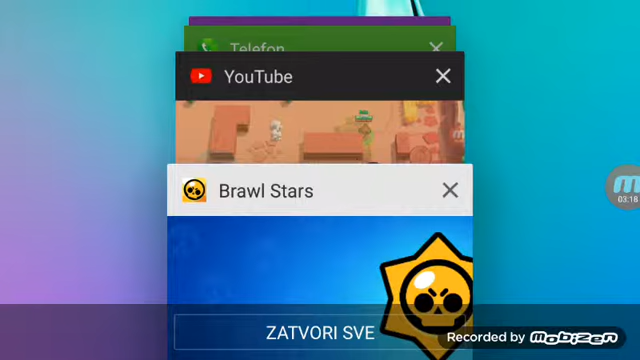 Telefon
YouTube
Brawl Stars
03:18
ZATVORI SVE
Recorded by mobizen